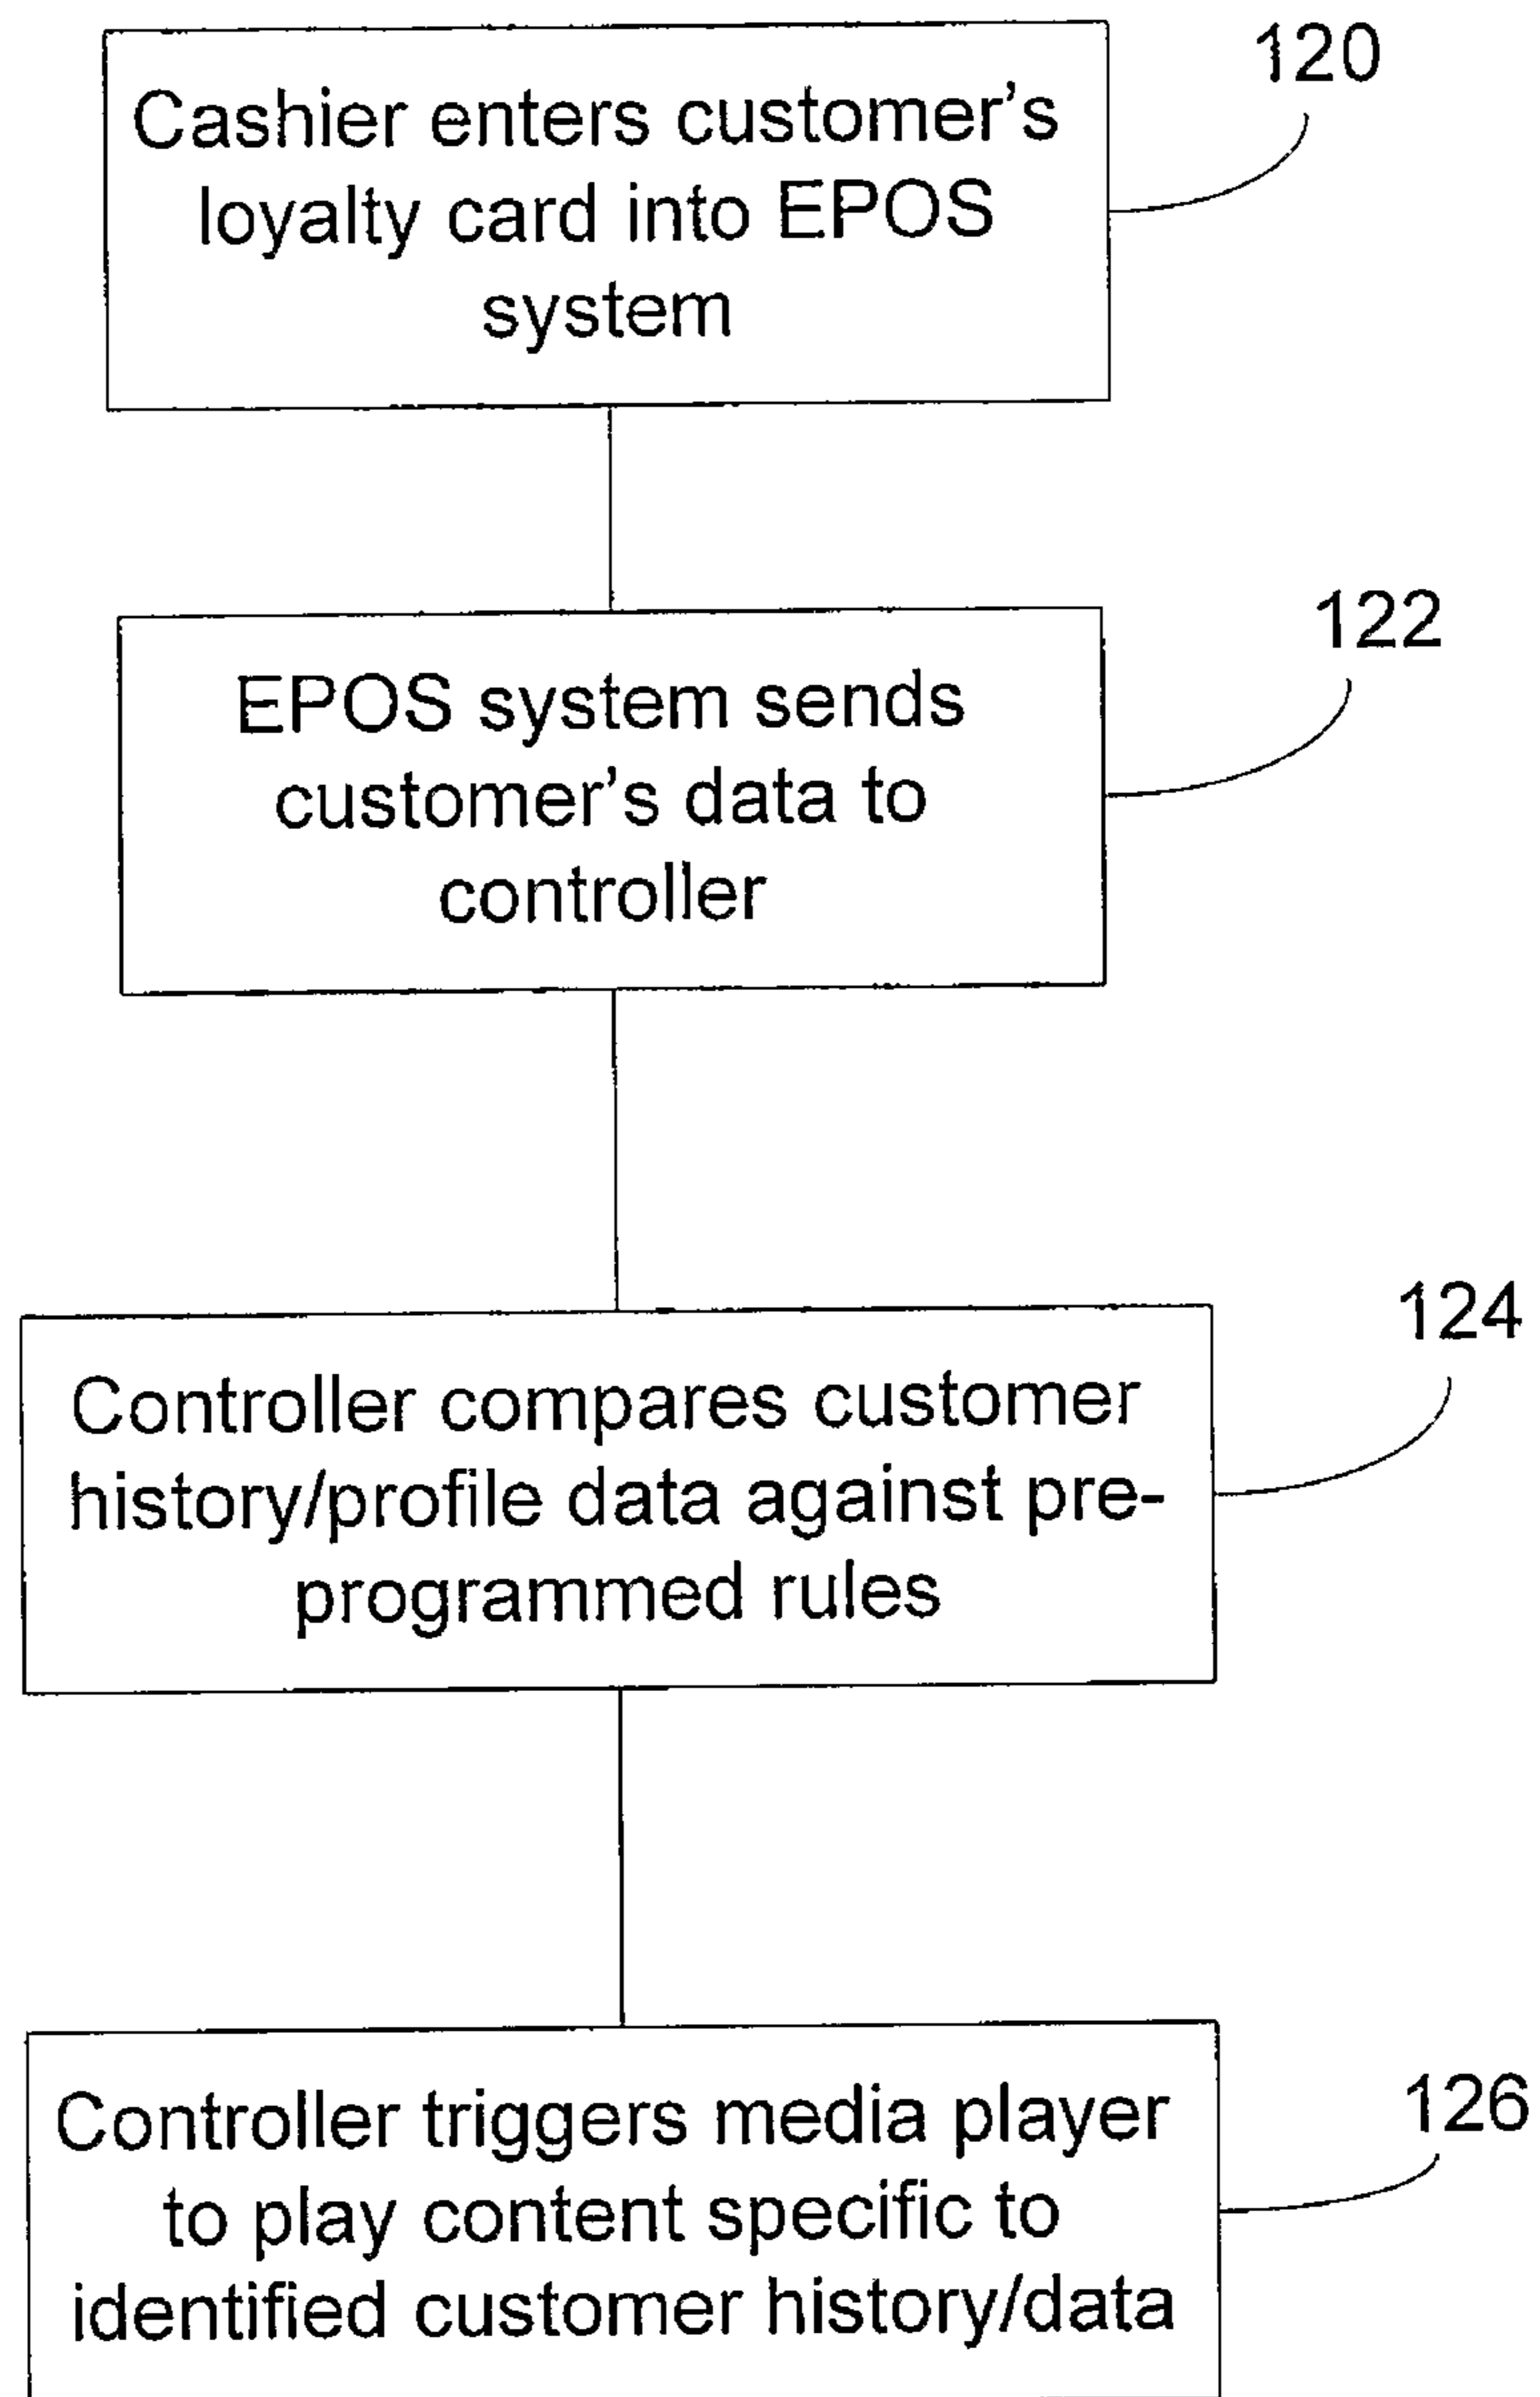 120
Cashier enters customer's
loyalty card into EPOS
system
122
EPOS system sends
customer's data to
controller
124
Controller compares customer
history/profile data against pre-
programmed rules
126
Controller triggers media player
to play content specific to
identified customer history/data